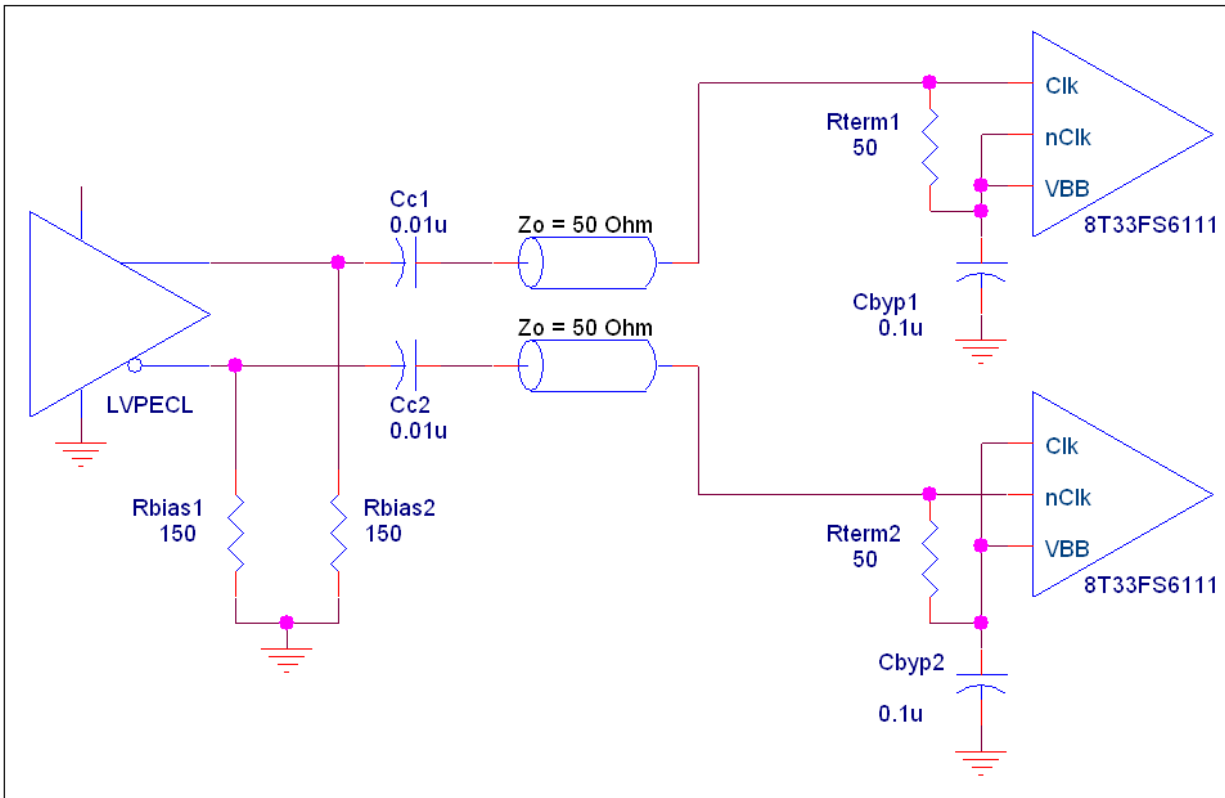 Clk
Rterm1
50
nClk
VBB
8T33FS6111
Cc1
0.01u
Zo = 50 Ohm
Cbyp1
0.1u
Zo = 50 Ohm
LVPECL
Cc2
0.01u
Clk
nClk
Rbias1
150
Rbias2
150
Rterm2
50
VBB
8T33FS6111
Cbyp2
0.1u